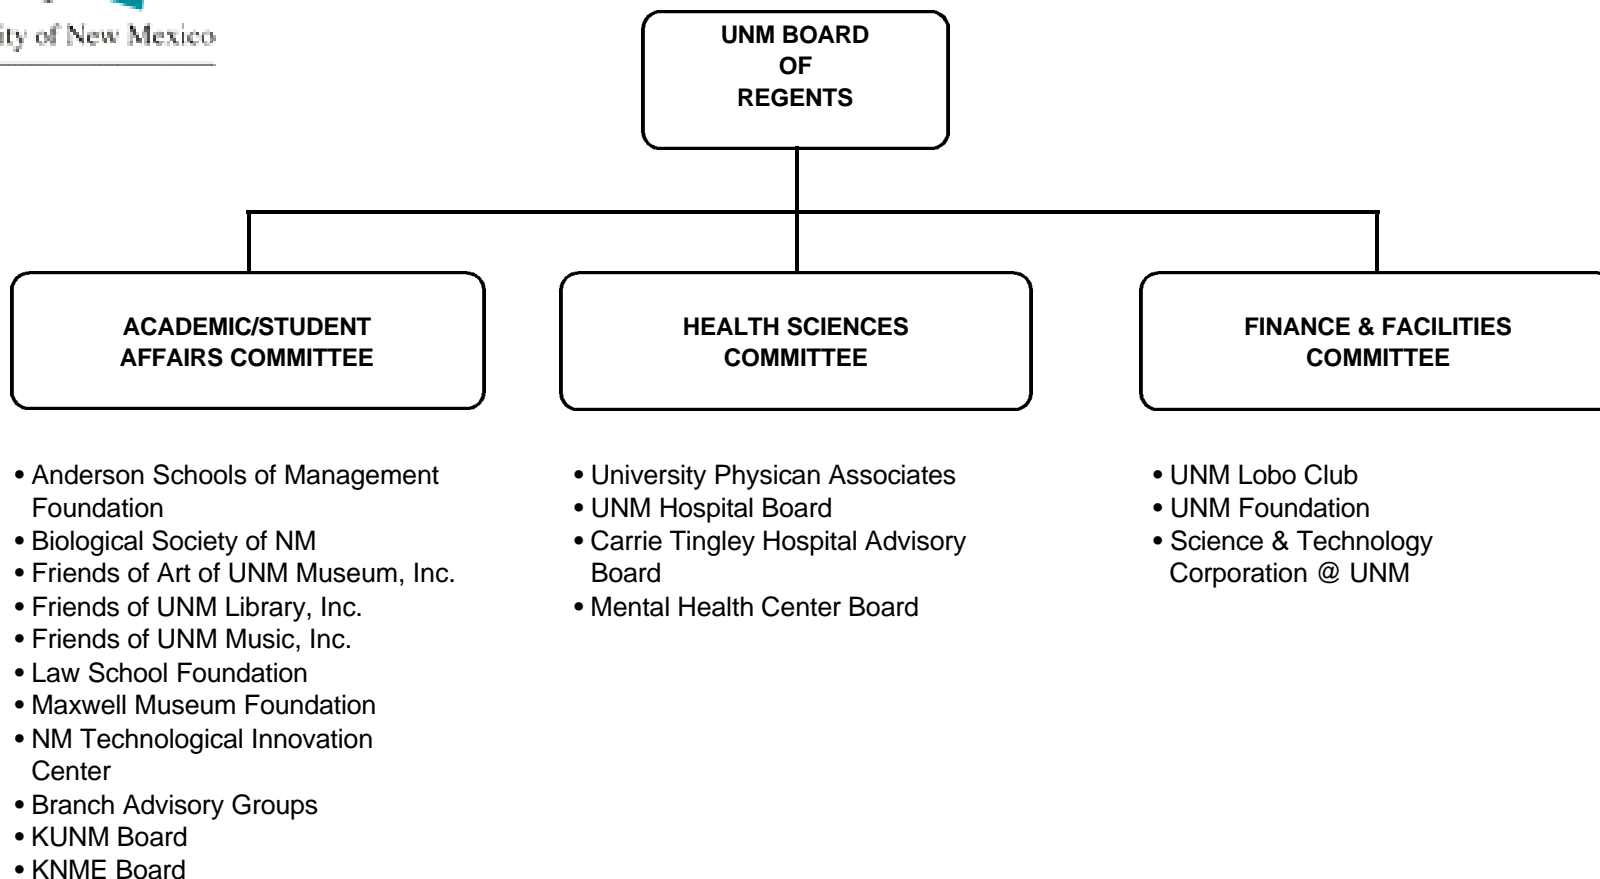 ity of New Mexico
UNM BOARD
OF
REGENTS
ACADEMIC/STUDENT
AFFAIRS COMMITTEE
HEALTH SCIENCES
COMMITTEE
FINANCE & FACILITIES
COMMITTEE
• Anderson Schools of Management
Foundation
• Biological Society of NM
• Friends of Art of UNM Museum, Inc.
• Friends of UNM Library, Inc.
• Friends of UNM Music, Inc.
• Law School Foundation
• Maxwell Museum Foundation
• NM Technological Innovation
Center
• Branch Advisory Groups
• KUNM Board
• KNME Board
• University Physican Associates
• UNM Hospital Board
• Carrie Tingley Hospital Advisory
Board
• Mental Health Center Board
• UNM Lobo Club
• UNM Foundation
• Science & Technology
Corporation @ UNM